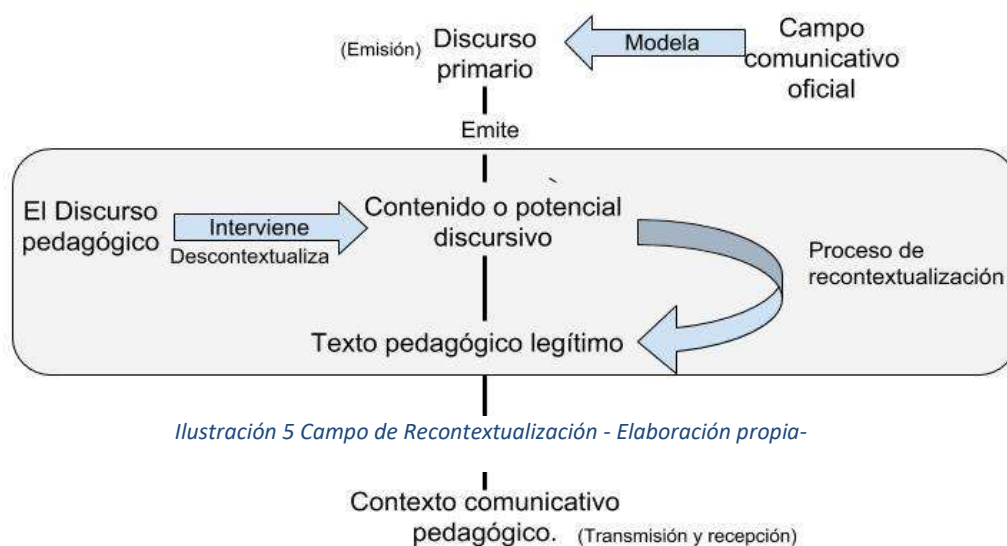 (Emisión)
Discurso
primario
Modela
Campo
comunicativo
oficial
Emite
El Discurso
pedagógico
Interviene
Descontextualiza
Contenido o potencial
discursivo
Proceso de
recontextualización
Texto pedagógico legítimo
Ilustración 5 Campo de Recontextualización - Elaboración propia-
Contexto comunicativo
pedagógico. (Transmisión y recepción)